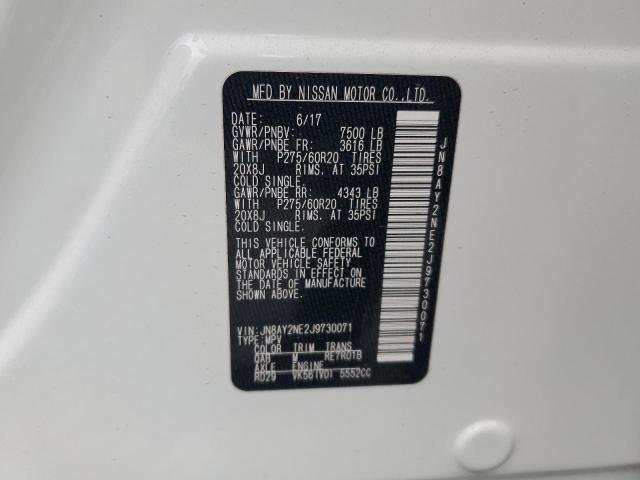 MFD BY NISSAN MOTOR CO.,LTD.
DATE: 6/17
GVWR/PNBV: 7500 LB
GAWR/PNBE FR: 3616 LB
WITH P275/60R20 TIRES
20X8J RIMS. AT 35PSI
COLD SINGLE.
GAWR/PNBE RR: 4343 LB
WITH P275/60R20 TIRES
20X8J RIMS. AT 35PSI
COLD SINGLE.
THIS VEHICLE CONFORMS TO
ALL APPLICABLE FEDERAL
MOTOR VEHICLE SAFETY
STANDARDS IN EFFECT ON
THE DATE OF MANUFACTURE
SHOWN ABOVE.
VIN: JN8AY2NE2J9730071
TYPE: MPV
COLOR TRIM TRANS
QAB M RE7R01B
AXLE ENGINE
RD29 VK56 1VD1 5552CC
JN8AY2NE2J9730071